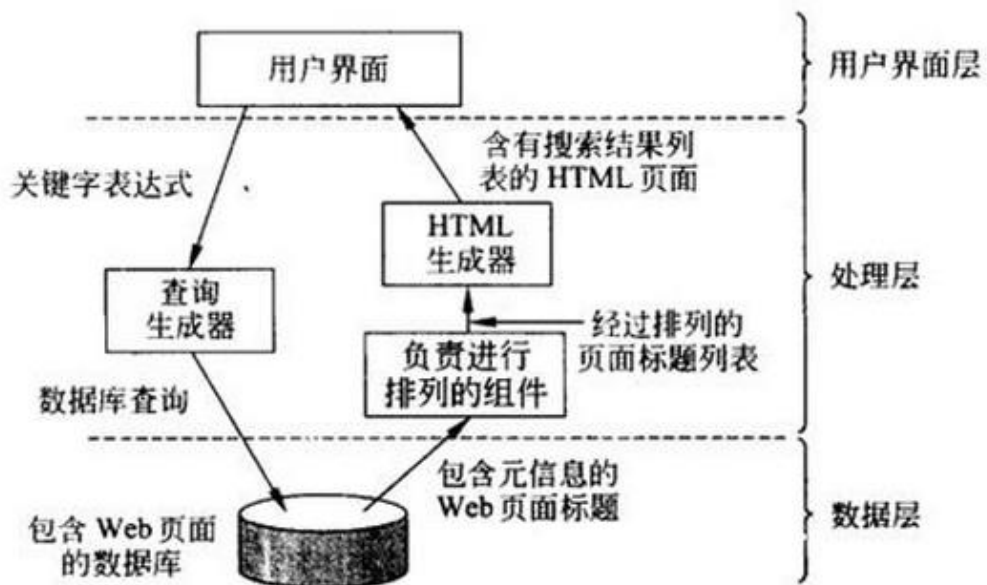 用户界面
用户界面层
关键字表达式
含有搜索结果列
表的 HTML 页面
HTML
生成器
查询
生成器
处理层
经过排列的
页面标题列表
负责进行
排列的组件
数据库查询
包含元信息的
Web 页面标题
包含 Web 页面
的数据库
数据层